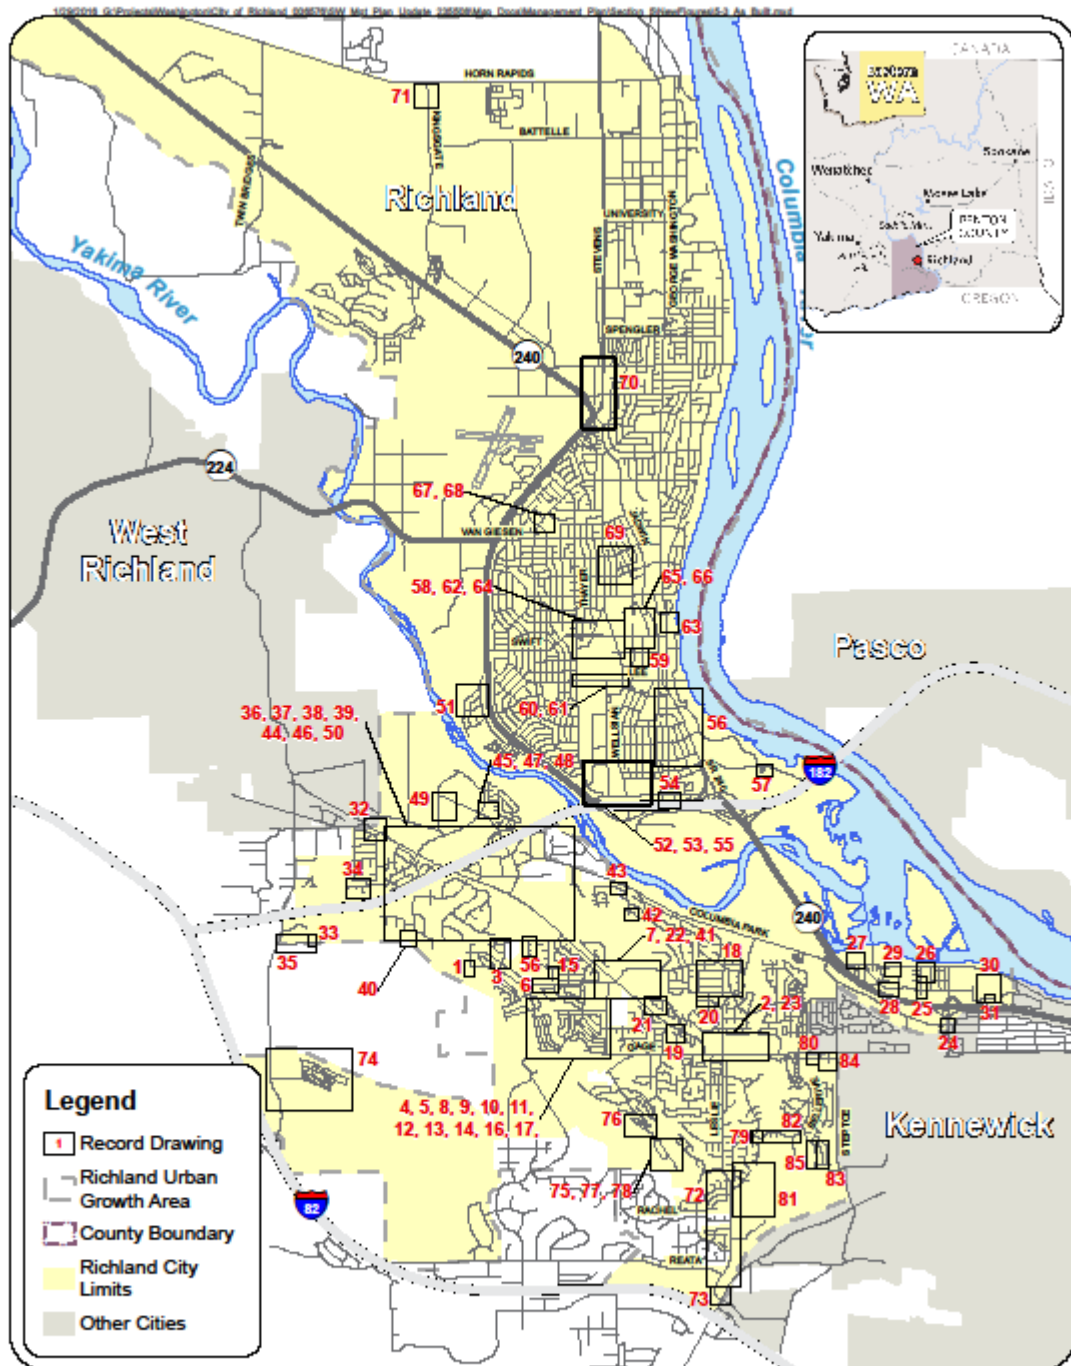 HORN RAPIDS
71
KINGSGATE
BATTELLE
TWIN BRIDGES
Richland
UNIVERSITY
STEVENS
GEORGE WASHINGTON
Columbia
Yakima River
SPENGLER
240
70
224
67, 68
VAN GIESEN
69
West
Richland
THAYER
65, 66
58, 62, 64
63
SWIFT
59
LEE
Pasco
51
60, 61
56
36, 37, 38, 39,
44, 46, 50
WELLSIAN
45, 47, 48
54
57
182
49
32
52, 53, 55
34
43
42
COLUMBIA PARK
240
7, 22, 41
33
35
40
1
3
56
15
6
18
27
29
26
30
20
2, 23
28
25
31
21
19
24
GAGE
80
84
74
4, 5, 8, 9, 10, 11,
12, 13, 14, 16, 17,
76
LESLIE
79
82
STEPTOE
Kennewick
85
83
75, 77, 78
72
81
RACHEL
REATA
73
82
CANADA
WA
Spokane
Wenatchee
Moses Lake
Yakima
BENTON
COUNTY
Richland
OREGON
Legend
1 Record Drawing
Richland Urban
Growth Area
County Boundary
Richland City
Limits
Other Cities